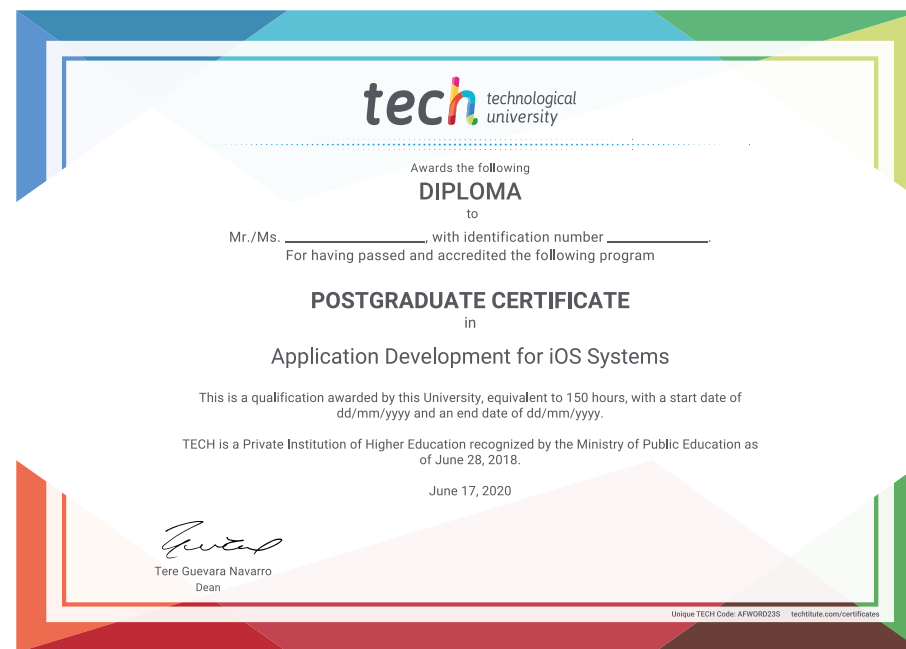 tech technological
university
Awards the following
DIPLOMA
to
Mr./Ms. ____________________, with identification number ______________.
For having passed and accredited the following program
POSTGRADUATE CERTIFICATE
in
Application Development for iOS Systems
This is a qualification awarded by this University, equivalent to 150 hours, with a start date of
dd/mm/yyyy and an end date of dd/mm/yyyy.
TECH is a Private Institution of Higher Education recognized by the Ministry of Public Education as
of June 28, 2018.
June 17, 2020
Tere Guevara Navarro
Dean
Unique TECH Code: AFWORD23S techtitute.com/certificates